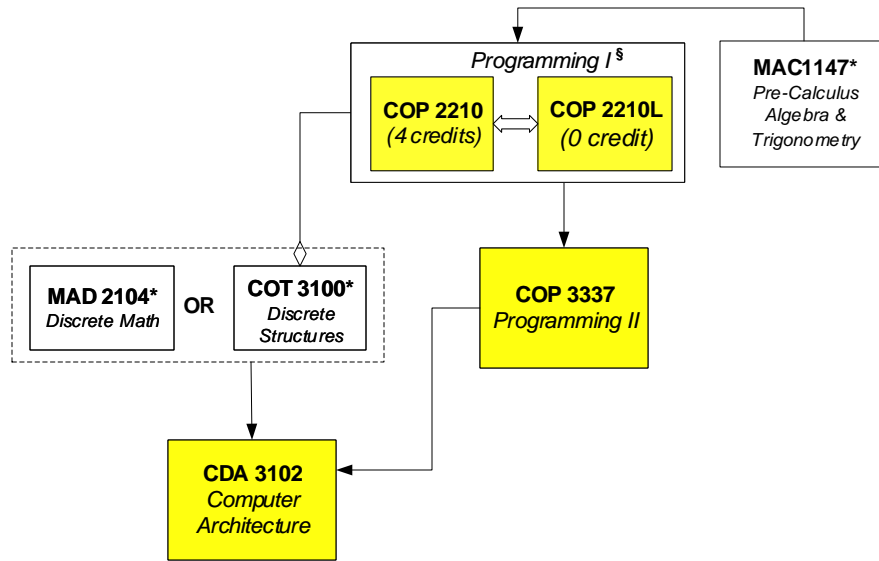 Programming I §
COP 2210
(4 credits)
COP 2210L
(0 credit)
MAC1147*
Pre-Calculus
Algebra &
Trigonometry
MAD 2104*
Discrete Math
OR
COT 3100*
Discrete
Structures
COP 3337
Programming II
CDA 3102
Computer
Architecture